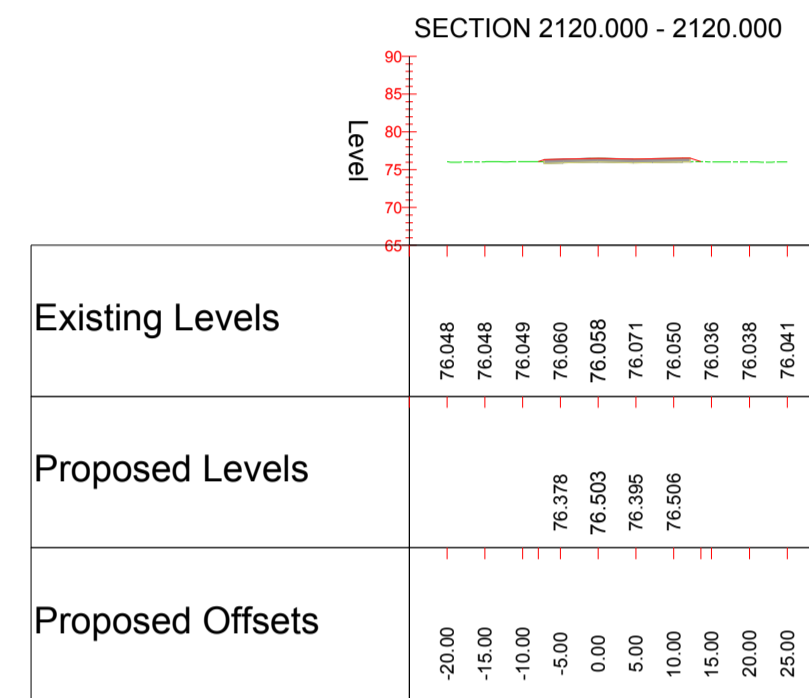 SECTION 2120.000 - 2120.000
90
85
80
75
70
65
Level
Existing Levels
76.048 76.048 76.049 76.060 76.058 76.071 76.050 76.036 76.038 76.041
Proposed Levels
76.378 76.503 76.395 76.506
Proposed Offsets
-20.00 -15.00 -10.00 -5.00 0.00 5.00 10.00 15.00 20.00 25.00